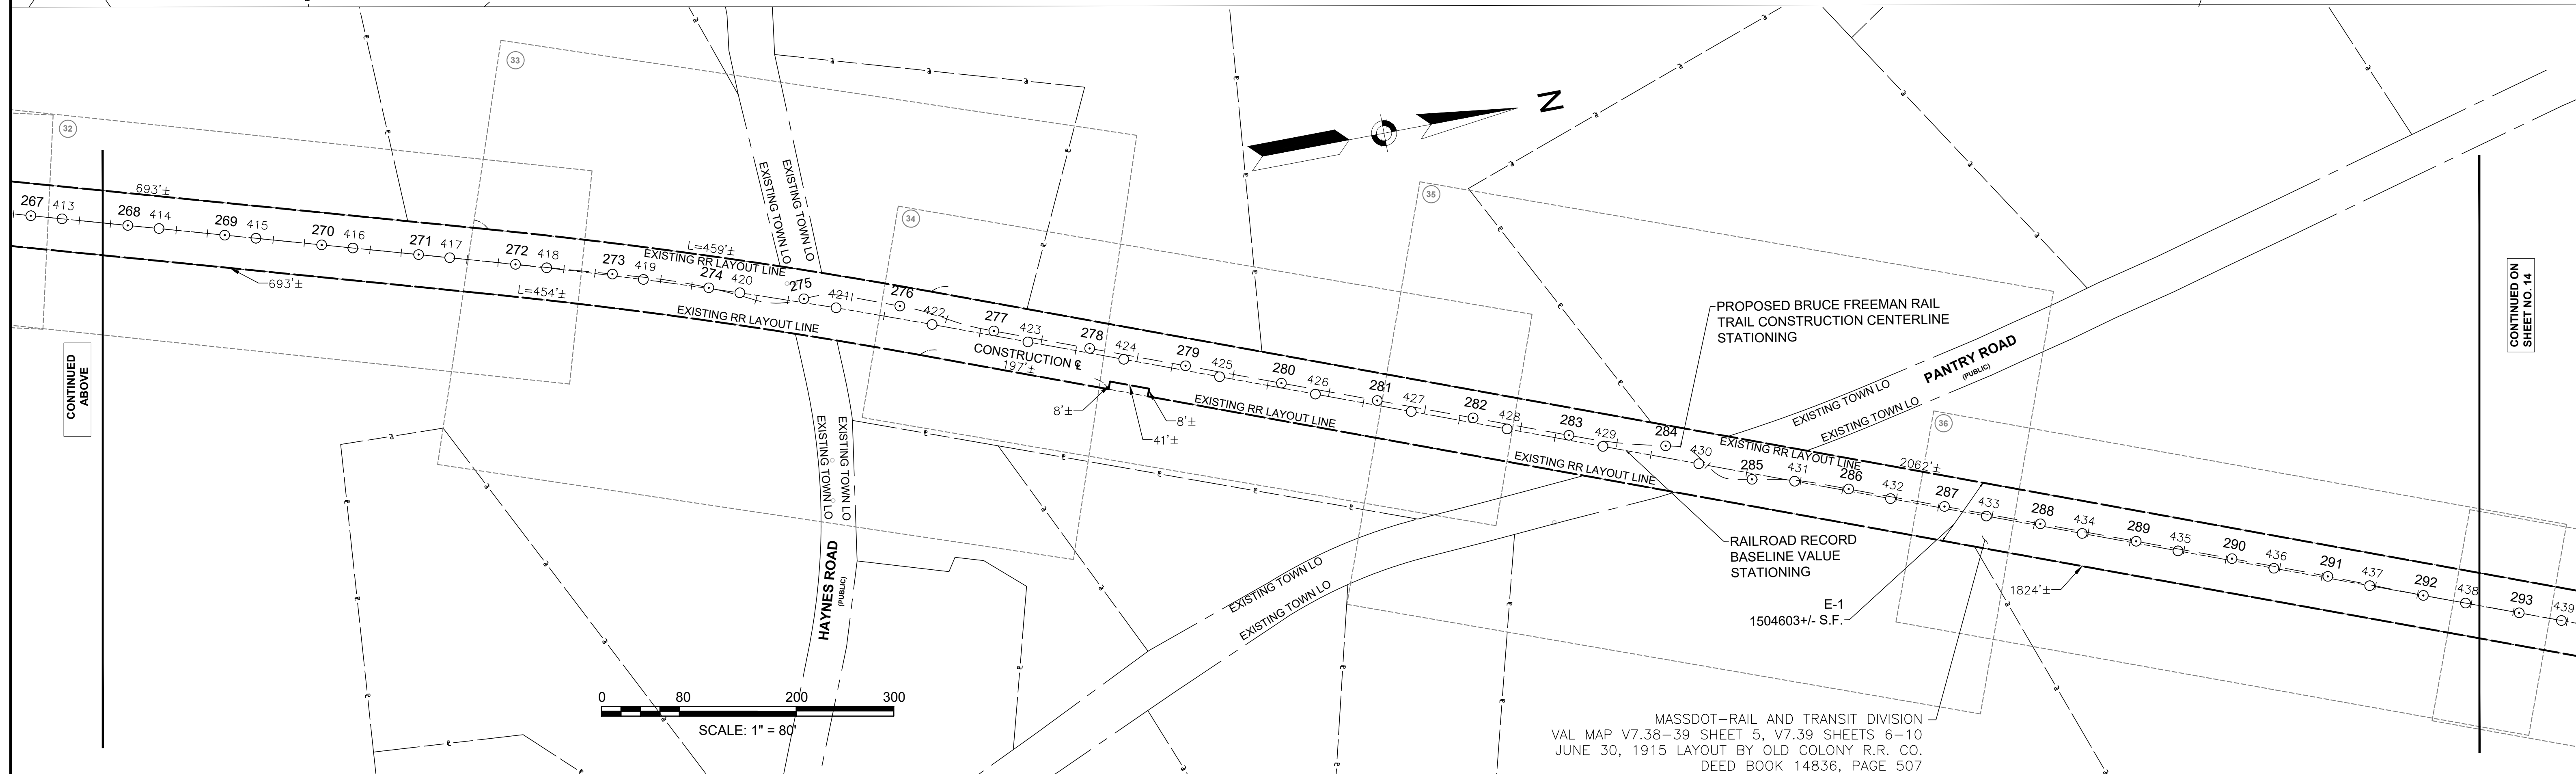 33
32
N
35
34
36
693'±
267 413 268 414 269 415 270 416 271 417 272 418 273 419 274 420 275 421 276 422 277 423 278 424 279 425 280 426 281 427 282 428 283 429 284 430 285 431 286 432 287 433 288 434 289 435 290 436 291 437 292 438 293 439
L=459'±
EXISTING RR LAYOUT LINE
EXISTING TOWN LO
EXISTING TOWN LO
693'±
L=454'±
EXISTING RR LAYOUT LINE
CONSTRUCTION ℄
197'±
8'±
41'±
8'±
EXISTING RR LAYOUT LINE
EXISTING RR LAYOUT LINE
PROPOSED BRUCE FREEMAN RAIL
TRAIL CONSTRUCTION CENTERLINE
STATIONING
EXISTING RR LAYOUT LINE
2062'±
EXISTING TOWN LO
EXISTING TOWN LO
PANTRY ROAD
(PUBLIC)
CONTINUED ON
SHEET NO. 14
CONTINUED
ABOVE
EXISTING TOWN LO
EXISTING TOWN LO
HAYNES ROAD
(PUBLIC)
EXISTING TOWN LO
EXISTING TOWN LO
RAILROAD RECORD
BASELINE VALUE
STATIONING
E-1
1504603+/- S.F.
1824'±
0 80 200 300
SCALE: 1" = 80'
MASSDOT-RAIL AND TRANSIT DIVISION
VAL MAP V7.38-39 SHEET 5, V7.39 SHEETS 6-10
JUNE 30, 1915 LAYOUT BY OLD COLONY R.R. CO.
DEED BOOK 14836, PAGE 507